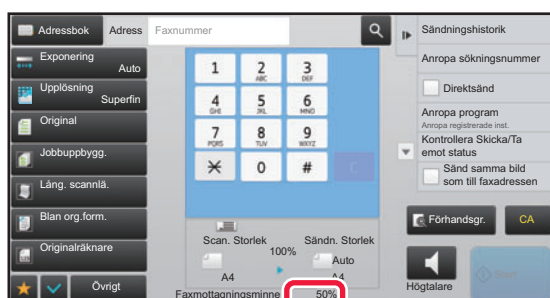 Adressbok
Adress
Faxnummer
Exponering
Auto
Upplösning
Superfin
Original
Jobbuppbygg.
Lång. scannlä.
Blan org.form.
Originalräknare
Övrigt
1
2
ABC
3
DEF
4
GHI
5
JKL
6
MNO
7
PQRS
8
TUV
9
WXYZ
0
#
C
Scan. Storlek
100%
Sändn. Storlek
Auto
A4
A4
Faxmottagningsminne
50%
Sändningshistorik
Anropa sökningsnummer
Direktsänd
Anropa program
Anropa registrerade inst.
Kontrollera Skicka/Ta
emot status
Sänd samma bild
som till faxadressen
Förhandsgr.
CA
Högtalare
Start